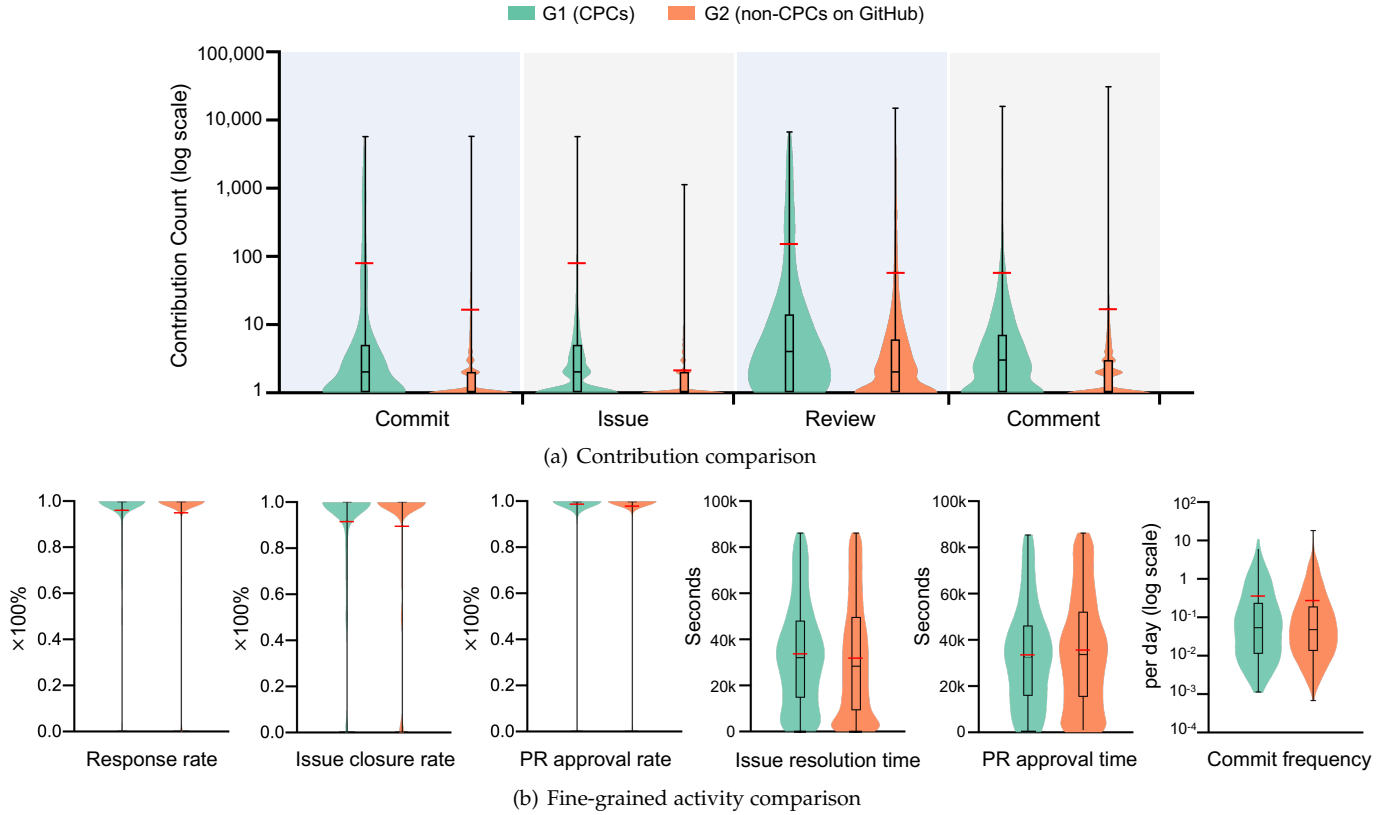 G1 (CPCs) G2 (non-CPCs on GitHub)
Contribution Count (log scale)
100,000
10,000
1,000
100
10
1
Commit Issue Review Comment
(a) Contribution comparison
×100%
1.0
0.8
0.6
0.4
0.2
0.0
Response rate
×100%
1.0
0.8
0.6
0.4
0.2
0.0
Issue closure rate
×100%
1.0
0.8
0.6
0.4
0.2
0.0
PR approval rate
Seconds
100k
80k
60k
40k
20k
0
Issue resolution time
Seconds
100k
80k
60k
40k
20k
0
PR approval time
per day (log scale)
10²
10
1
10⁻¹
10⁻²
10⁻³
10⁻⁴
Commit frequency
(b) Fine-grained activity comparison